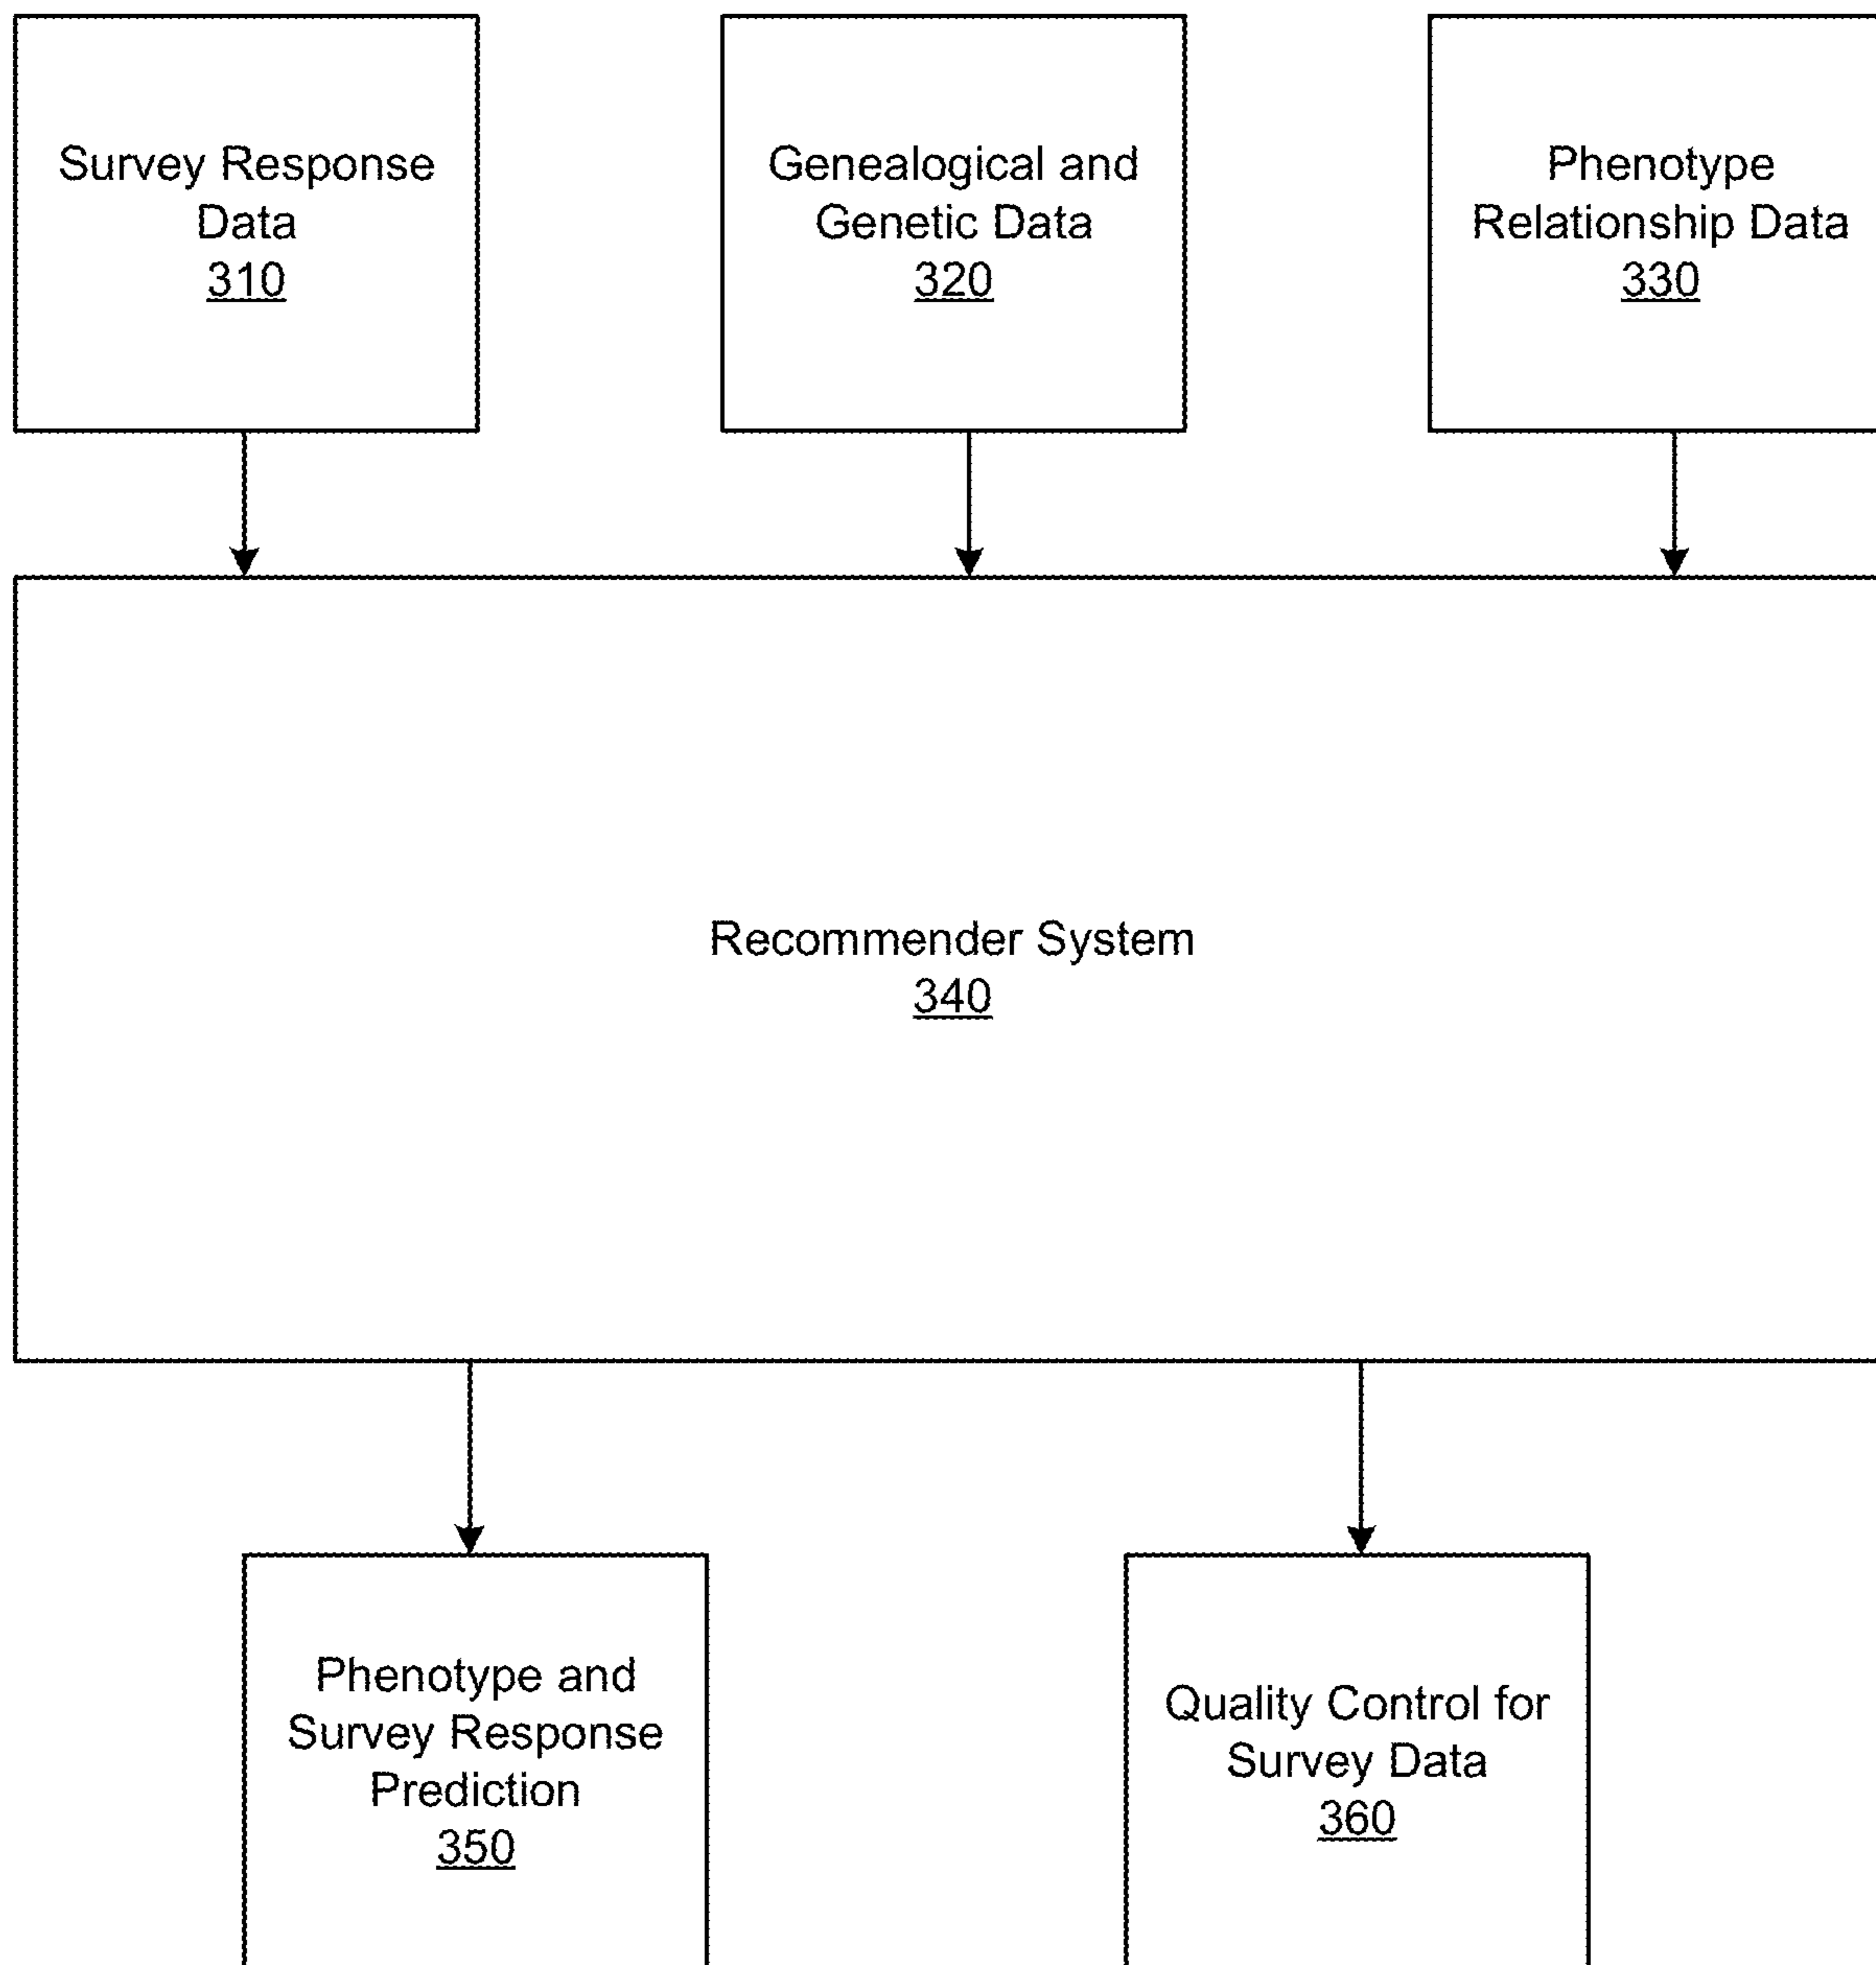 Survey Response
Data
310
Genealogical and
Genetic Data
320
Phenotype
Relationship Data
330
Recommender System
340
Phenotype and
Survey Response
Prediction
350
Quality Control for
Survey Data
360